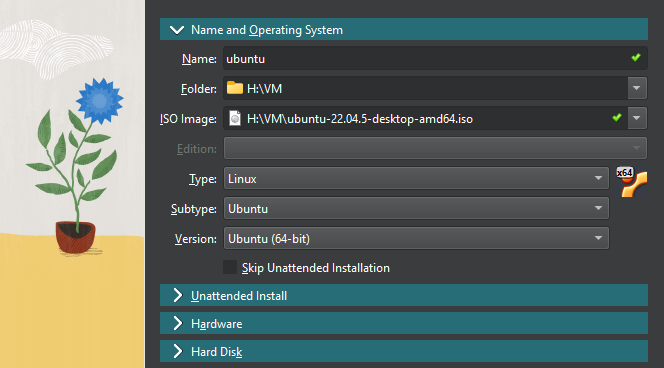 Name and Operating System
Name: ubuntu
Folder: H:\VM
ISO Image: H:\VM\ubuntu-22.04.5-desktop-amd64.iso
Edition:
Type: Linux
x64
Subtype: Ubuntu
Version: Ubuntu (64-bit)
Skip Unattended Installation
Unattended Install
Hardware
Hard Disk